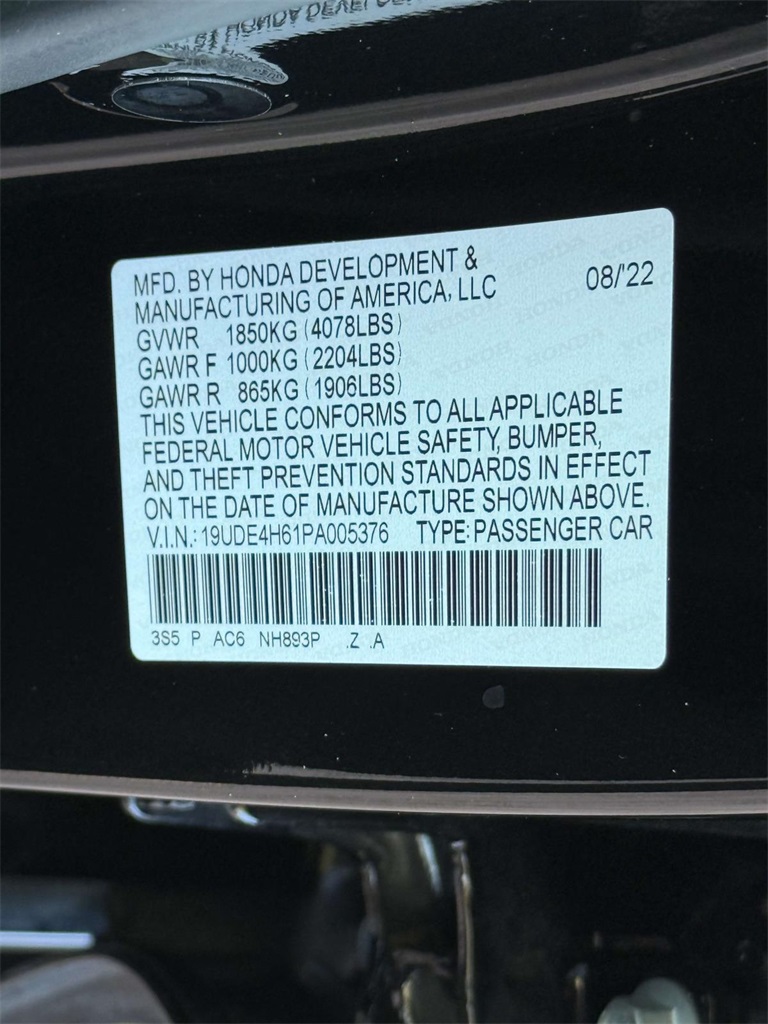 MFD. BY HONDA DEVELOPMENT &
MANUFACTURING OF AMERICA, LLC 08/'22
GVWR 1850KG (4078LBS)
GAWR F 1000KG (2204LBS)
GAWR R 865KG (1906LBS)
THIS VEHICLE CONFORMS TO ALL APPLICABLE
FEDERAL MOTOR VEHICLE SAFETY, BUMPER,
AND THEFT PREVENTION STANDARDS IN EFFECT
ON THE DATE OF MANUFACTURE SHOWN ABOVE.
V.I.N.: 19UDE4H61PA005376 TYPE: PASSENGER CAR
3S5 P AC6 NH893P .Z .A